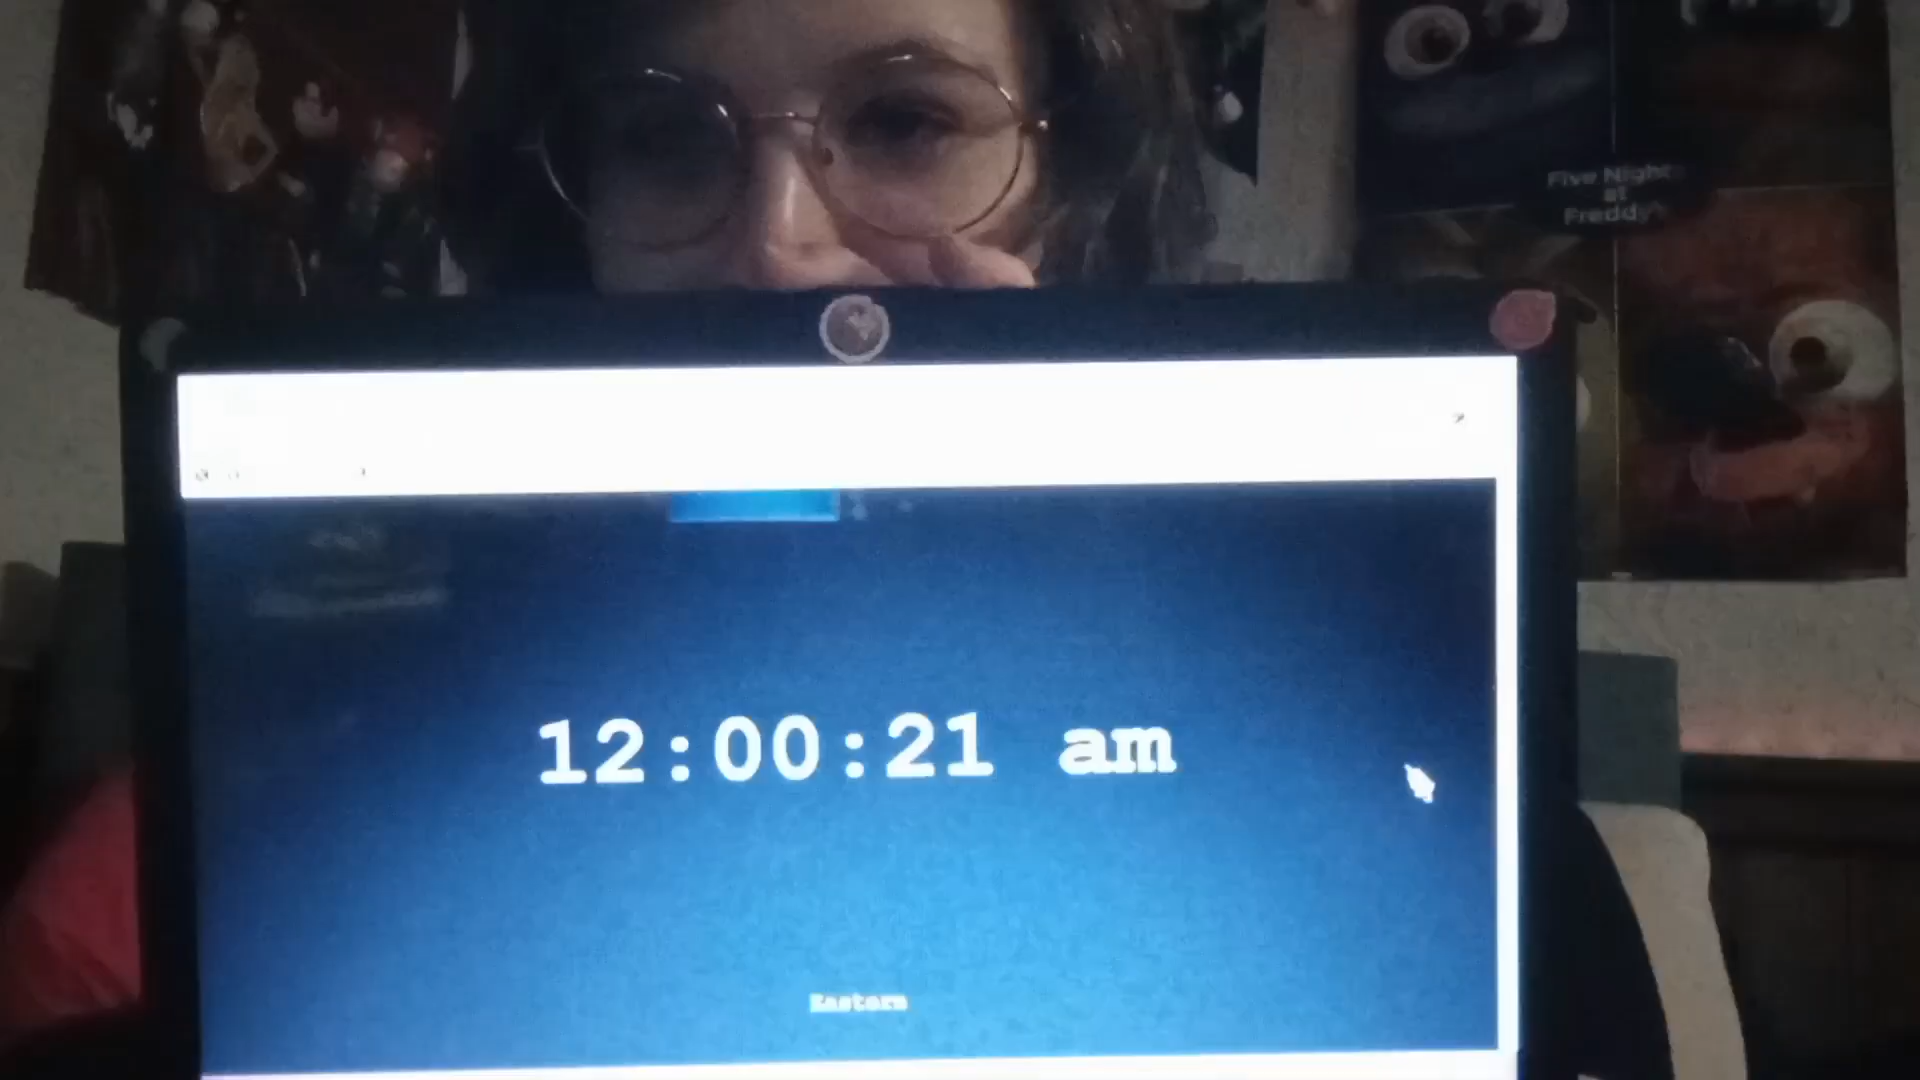 Five Nights
at
Freddy's
12:00:21 am
Eastern